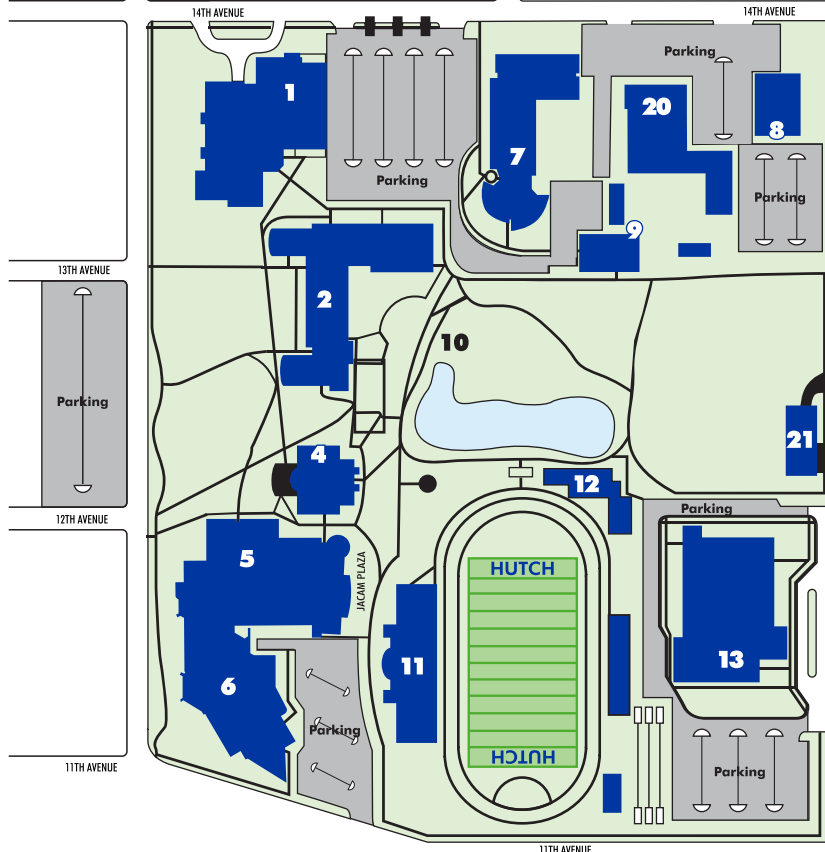 14TH AVENUE
14TH AVENUE
Parking
1
20
8
7
Parking
Parking
9
13TH AVENUE
2
10
Parking
21
4
12
Parking
12TH AVENUE
5
HUTCH
JACAM PLAZA
13
11
6
Parking
HUTCH
11TH AVENUE
Parking
11TH AVENUE